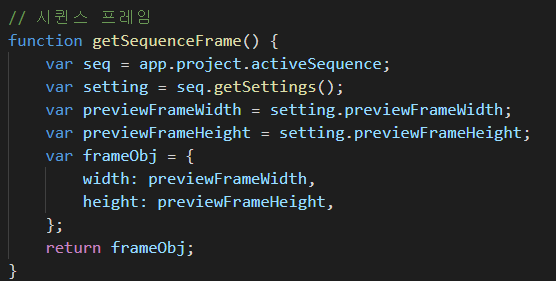 // 시퀀스 프레임
function getSequenceFrame() {
    var seq = app.project.activeSequence;
    var setting = seq.getSettings();
    var previewFrameWidth = setting.previewFrameWidth;
    var previewFrameHeight = setting.previewFrameHeight;
    var frameObj = {
        width: previewFrameWidth,
        height: previewFrameHeight,
    };
    return frameObj;
}